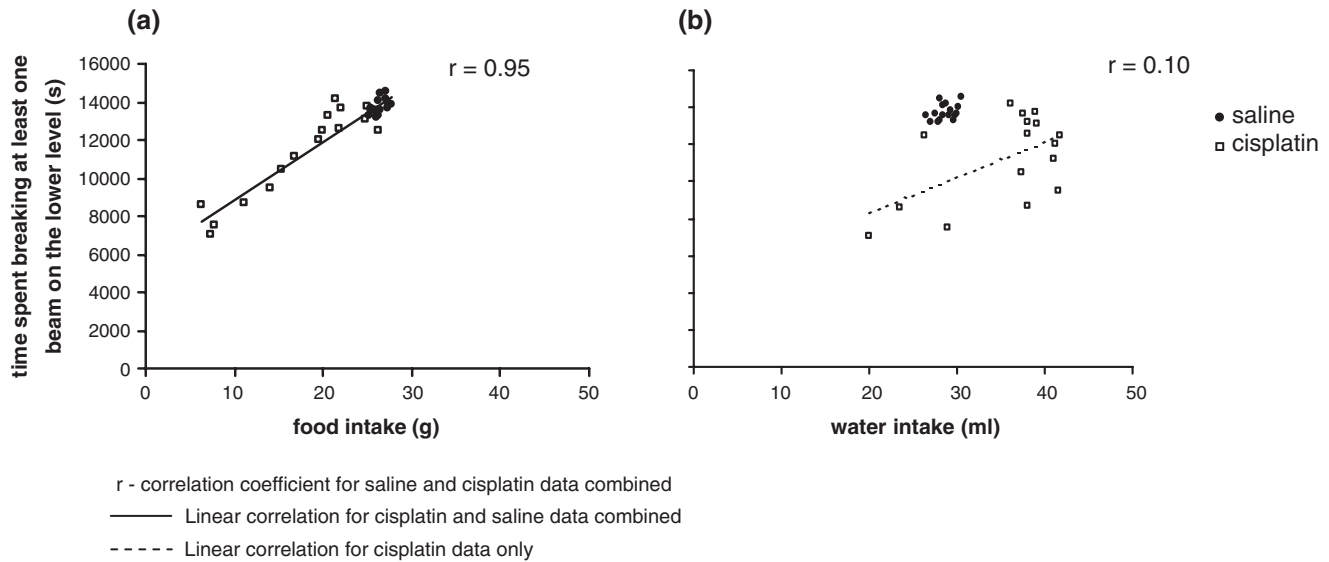 (a)
r = 0.95
time spent breaking at least one
beam on the lower level (s)
16000
14000
12000
10000
8000
6000
4000
2000
0
0 10 20 30 40 50
food intake (g)
(b)
r = 0.10
saline
cisplatin
0 10 20 30 40 50
water intake (ml)
r - correlation coefficient for saline and cisplatin data combined
Linear correlation for cisplatin and saline data combined
Linear correlation for cisplatin data only